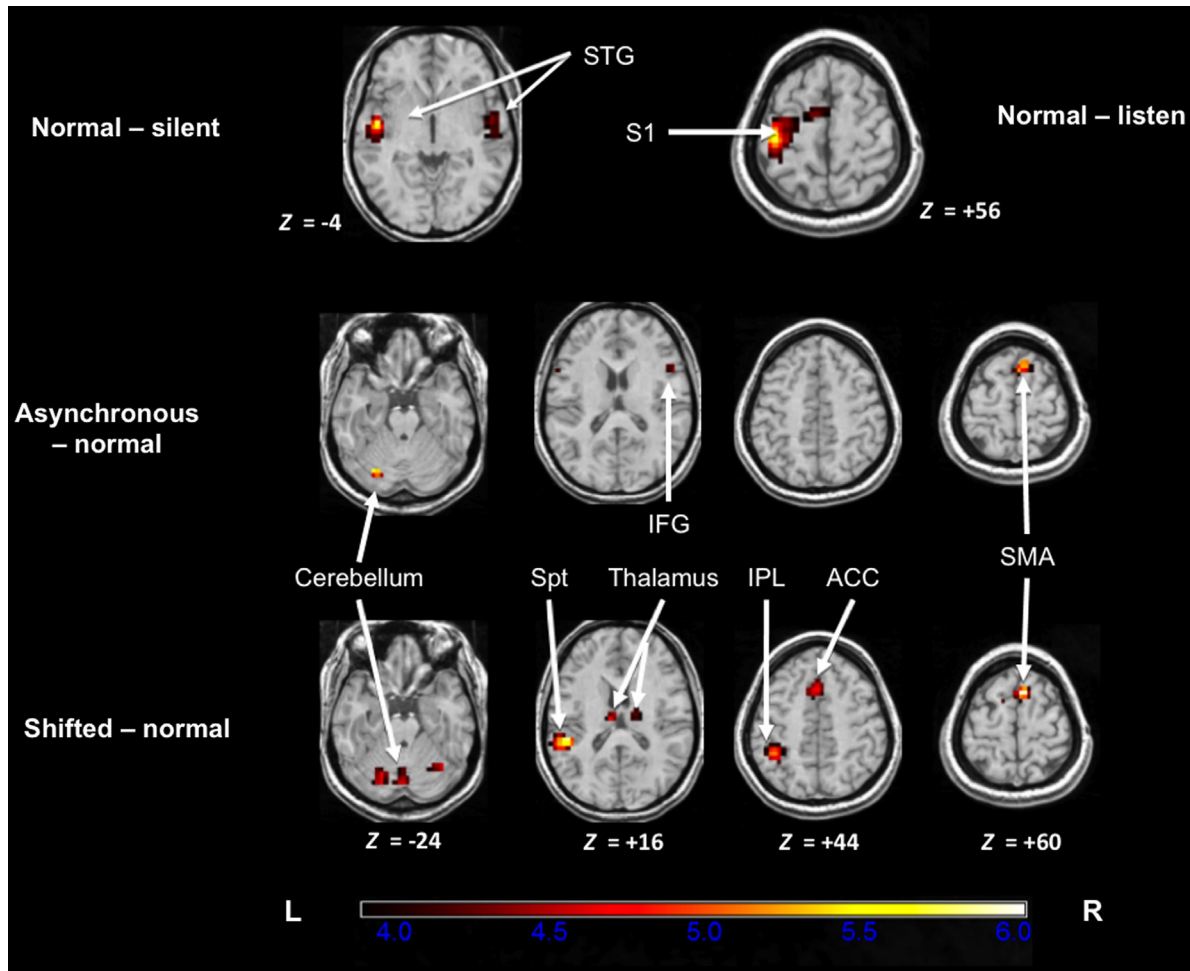 STG
Normal – silent
S1
Normal – listen
Z = -4
Z = +56
Asynchronous
– normal
IFG
SMA
Cerebellum
Spt
Thalamus
IPL
ACC
Shifted – normal
Z = -24
Z = +16
Z = +44
Z = +60
L
R
4.0
4.5
5.0
5.5
6.0